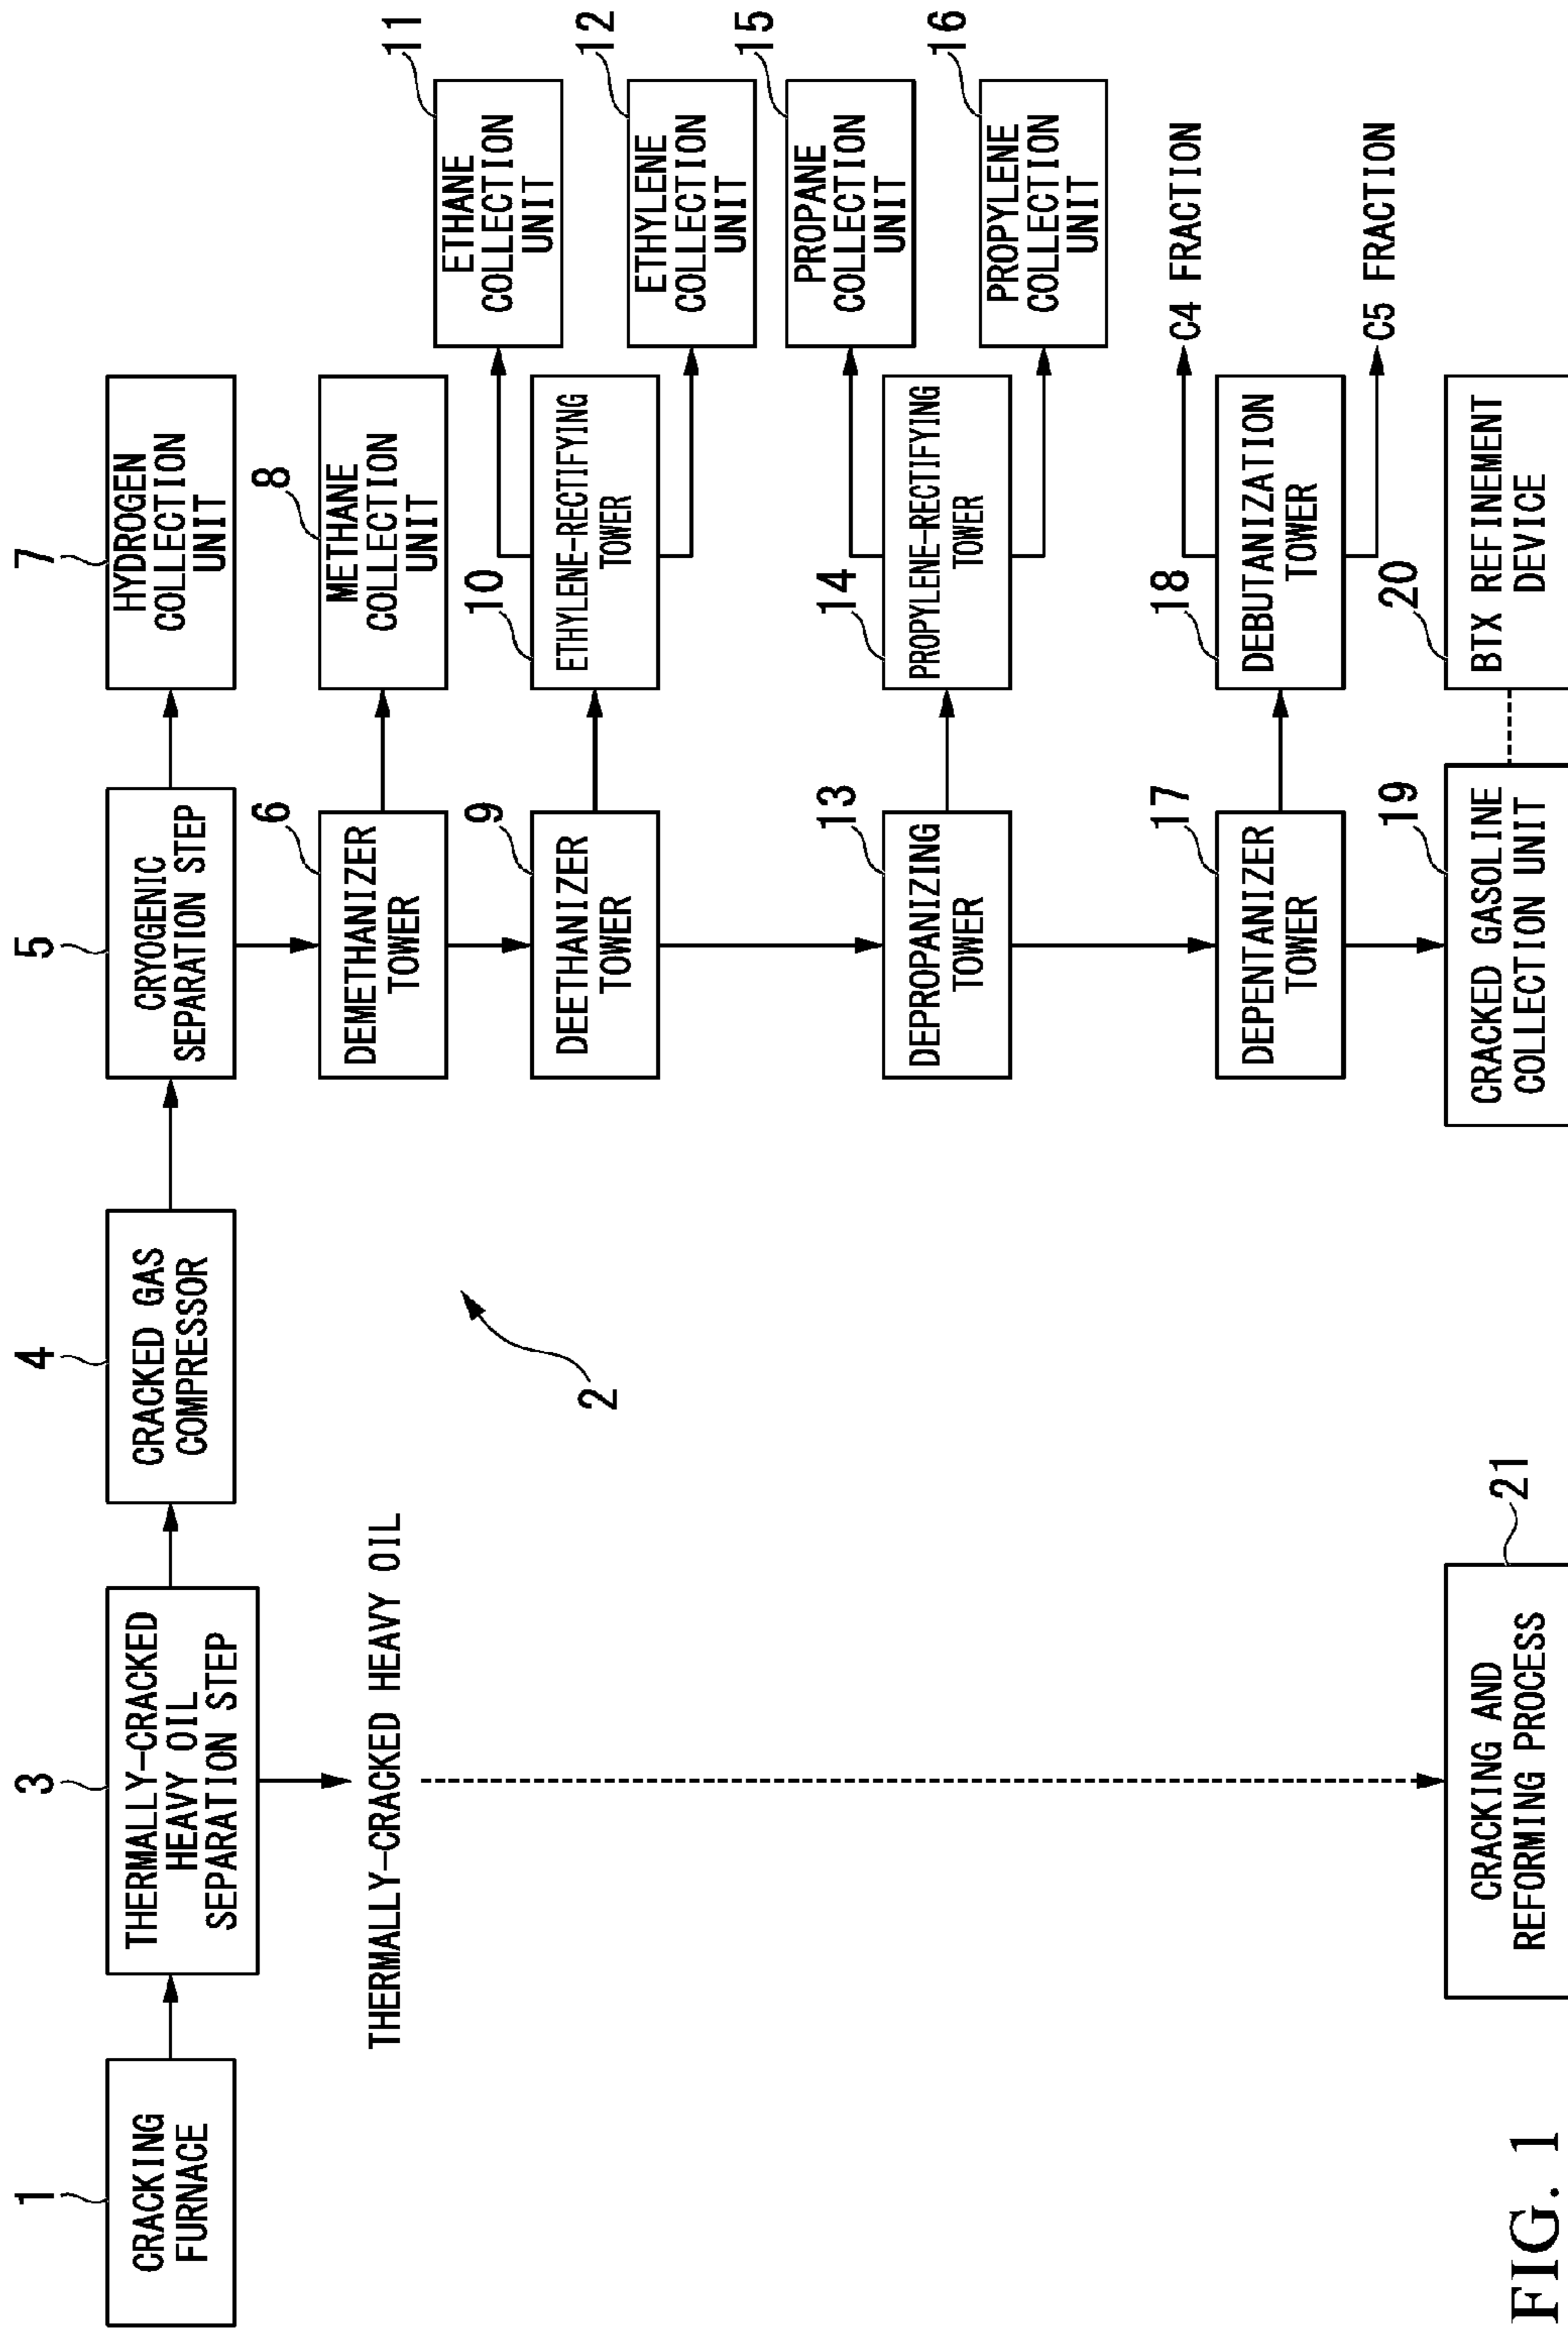 1
CRACKING
FURNACE
3
THERMALLY-CRACKED
HEAVY OIL
SEPARATION STEP
4
CRACKED GAS
COMPRESSOR
5
CRYOGENIC
SEPARATION STEP
7
HYDROGEN
COLLECTION
UNIT
THERMALLY-CRACKED HEAVY OIL
2
6
DEMETHANIZER
TOWER
8
METHANE
COLLECTION
UNIT
9
DEETHANIZER
TOWER
10
ETHYLENE-RECTIFYING
TOWER
11
ETHANE
COLLECTION
UNIT
12
ETHYLENE
COLLECTION
UNIT
13
DEPROPANIZING
TOWER
14
PROPYLENE-RECTIFYING
TOWER
15
PROPANE
COLLECTION
UNIT
16
PROPYLENE
COLLECTION
UNIT
17
DEPENTANIZER
TOWER
18
DEBUTANIZATION
TOWER
C4 FRACTION
C5 FRACTION
21
CRACKING AND
REFORMING PROCESS
19
CRACKED GASOLINE
COLLECTION UNIT
20
BTX REFINEMENT
DEVICE
FIG. 1